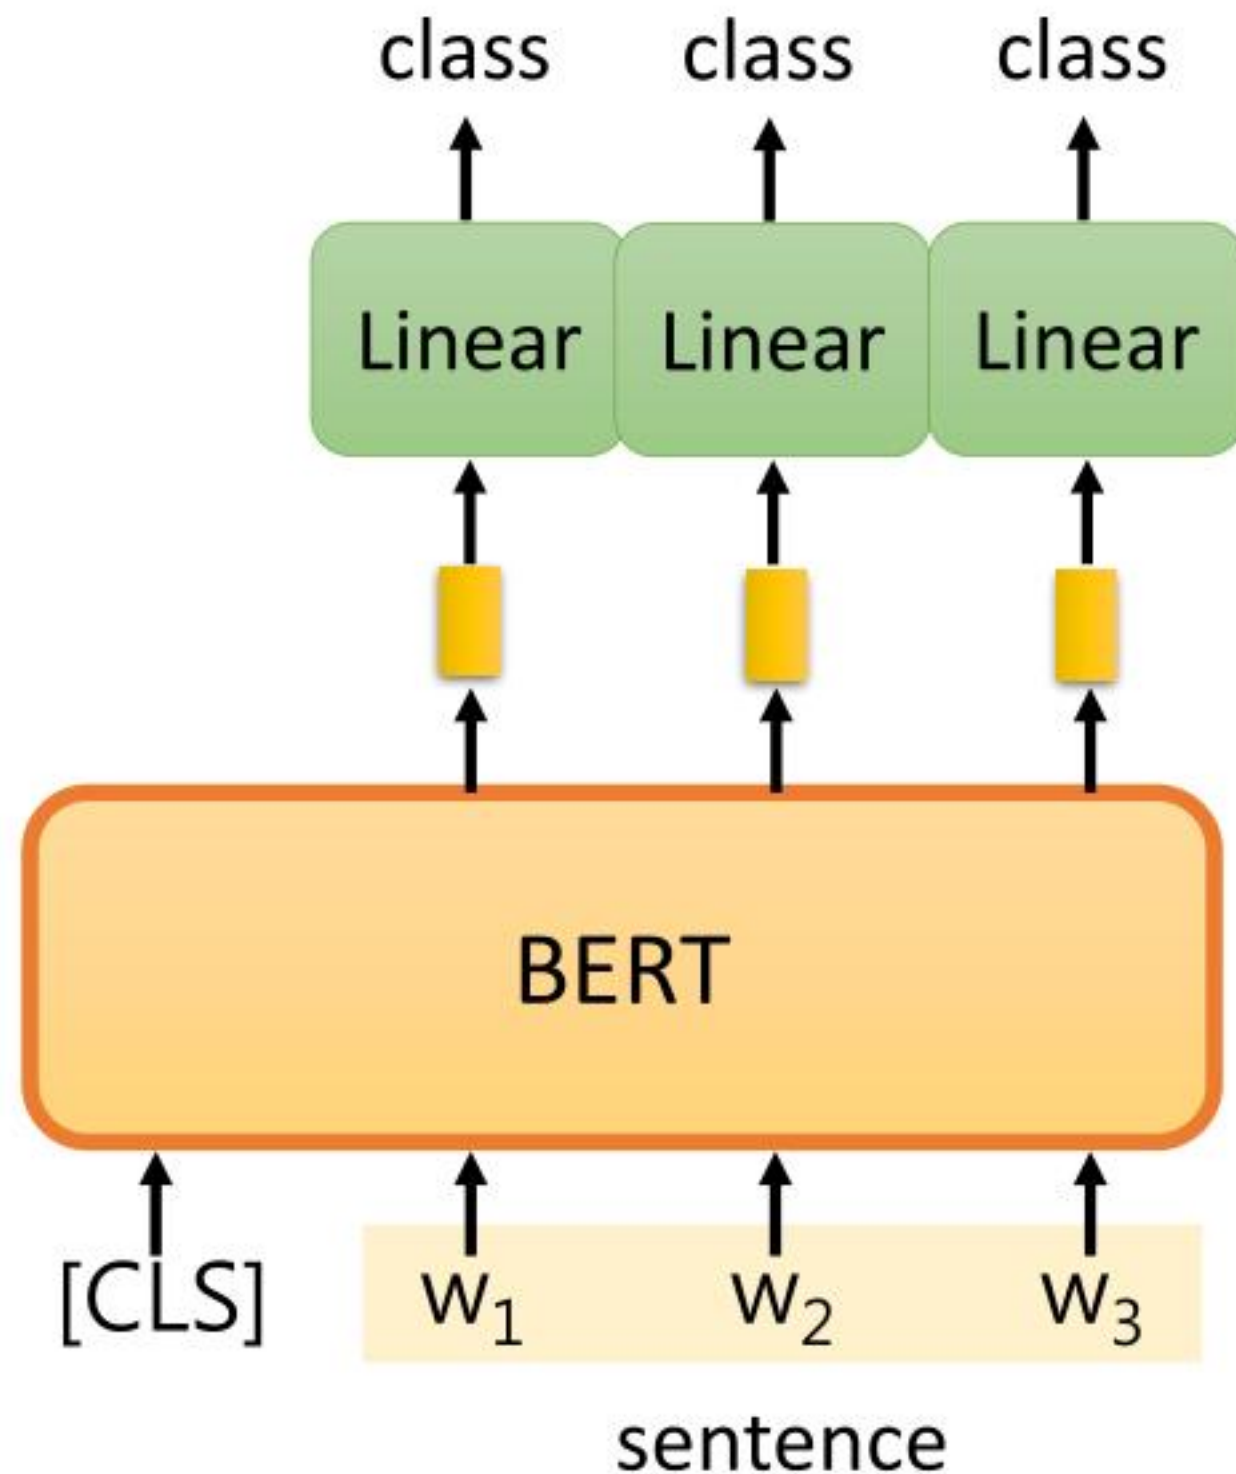 class class class
Linear Linear Linear
BERT
[CLS] w₁ w₂ w₃
sentence